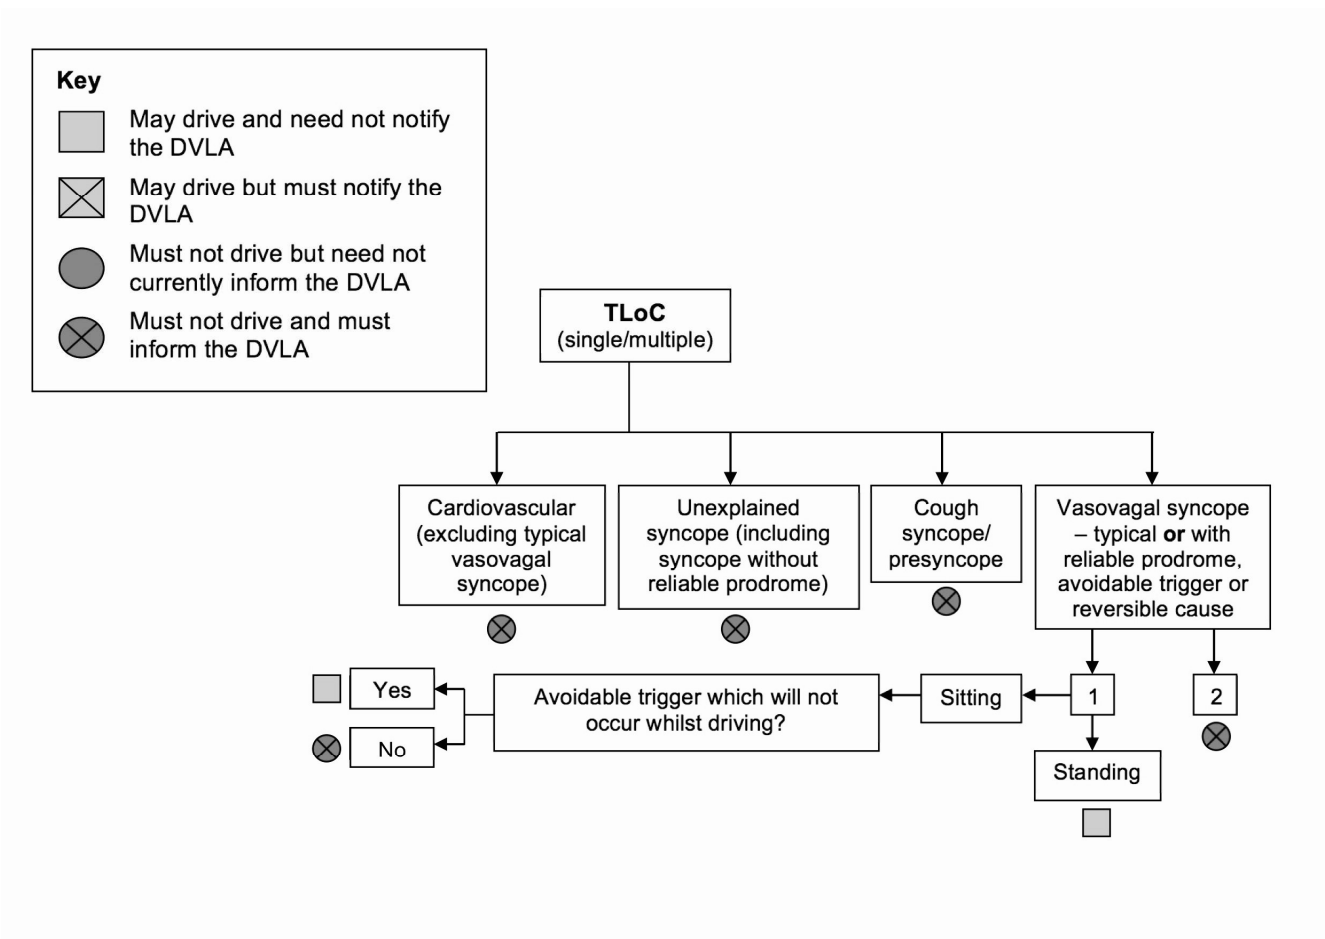 Key
May drive and need not notify
the DVLA
May drive but must notify the
DVLA
Must not drive but need not
currently inform the DVLA
Must not drive and must
inform the DVLA
TLoC
(single/multiple)
Cardiovascular
(excluding typical
vasovagal
syncope)
Unexplained
syncope (including
syncope without
reliable prodrome)
Cough
syncope/
presyncope
Vasovagal syncope
– typical or with
reliable prodrome,
avoidable trigger or
reversible cause
Yes
No
Avoidable trigger which will not
occur whilst driving?
Sitting
1
2
Standing